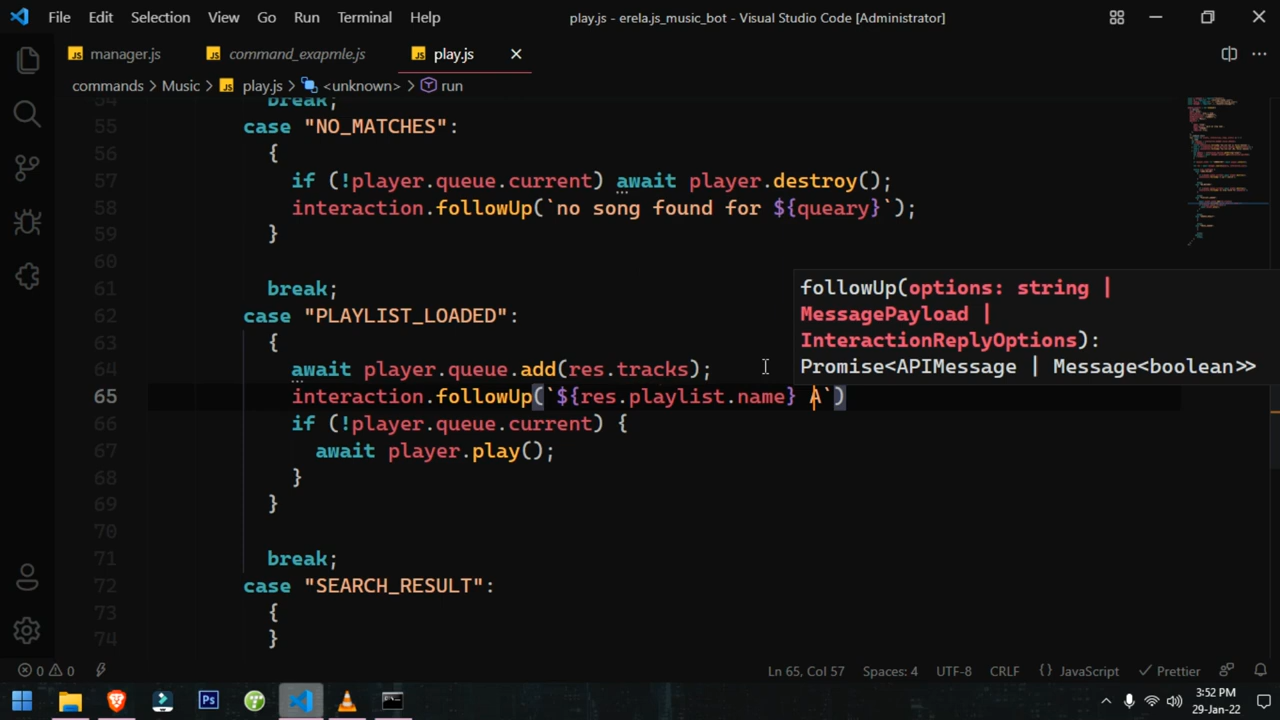 File Edit Selection View Go Run Terminal Help play.js - erela.js_music_bot - Visual Studio Code [Administrator]
manager.js command_exapmle.js play.js
commands > Music > play.js > <unknown> > run
54 break;
55 case "NO_MATCHES":
56 {
57 if (!player.queue.current) await player.destroy();
58 interaction.followUp(`no song found for ${queary}`);
59 }
60
61 break;
62 case "PLAYLIST_LOADED":
63 {
64 await player.queue.add(res.tracks);
65 interaction.followUp(`${res.playlist.name} A`)
66 if (!player.queue.current) {
67 await player.play();
68 }
69 }
70
71 break;
72 case "SEARCH_RESULT":
73 {
74 }
followUp(options: string |
MessagePayload |
InteractionReplyOptions):
Promise<APIMessage | Message<boolean>>
0 0 Ln 65, Col 57 Spaces: 4 UTF-8 CRLF {} JavaScript Prettier
Ps 3:52 PM
29-Jan-22